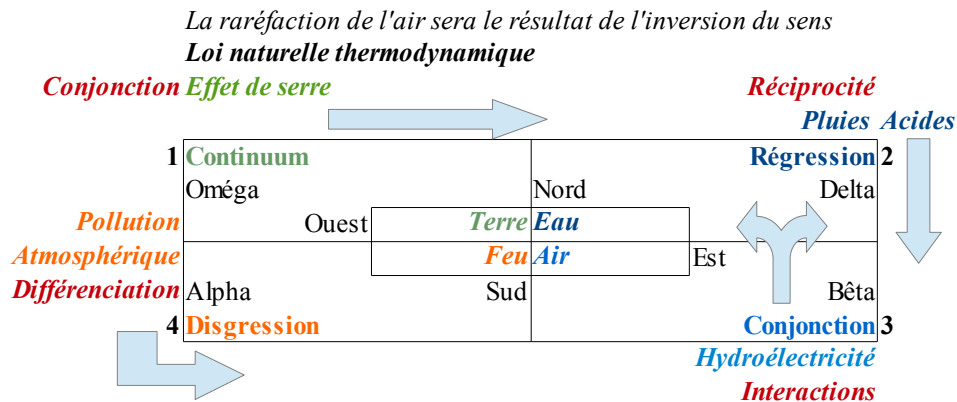 La raréfaction de l'air sera le résultat de l'inversion du sens
Loi naturelle thermodynamique
Conjonction Effet de serre Réciprocité
Pluies Acides
1 Continuum Régression 2
Oméga Nord Delta
Pollution Ouest Terre Eau
Atmosphérique Feu Air Est
Différenciation Alpha Sud Bêta
4 Disgression Conjonction 3
Hydroélectricité
Interactions